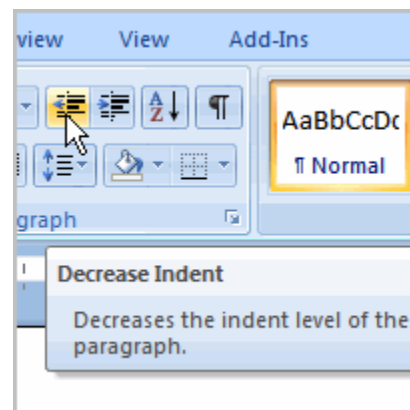 view View Add-Ins
A Z ¶ AaBbCcDc
¶ Normal
graph
Decrease Indent
Decreases the indent level of the
paragraph.